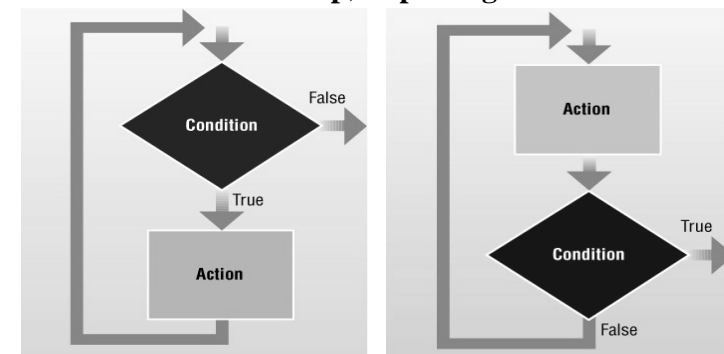 False
Condition
True
Action
Action
True
Condition
False